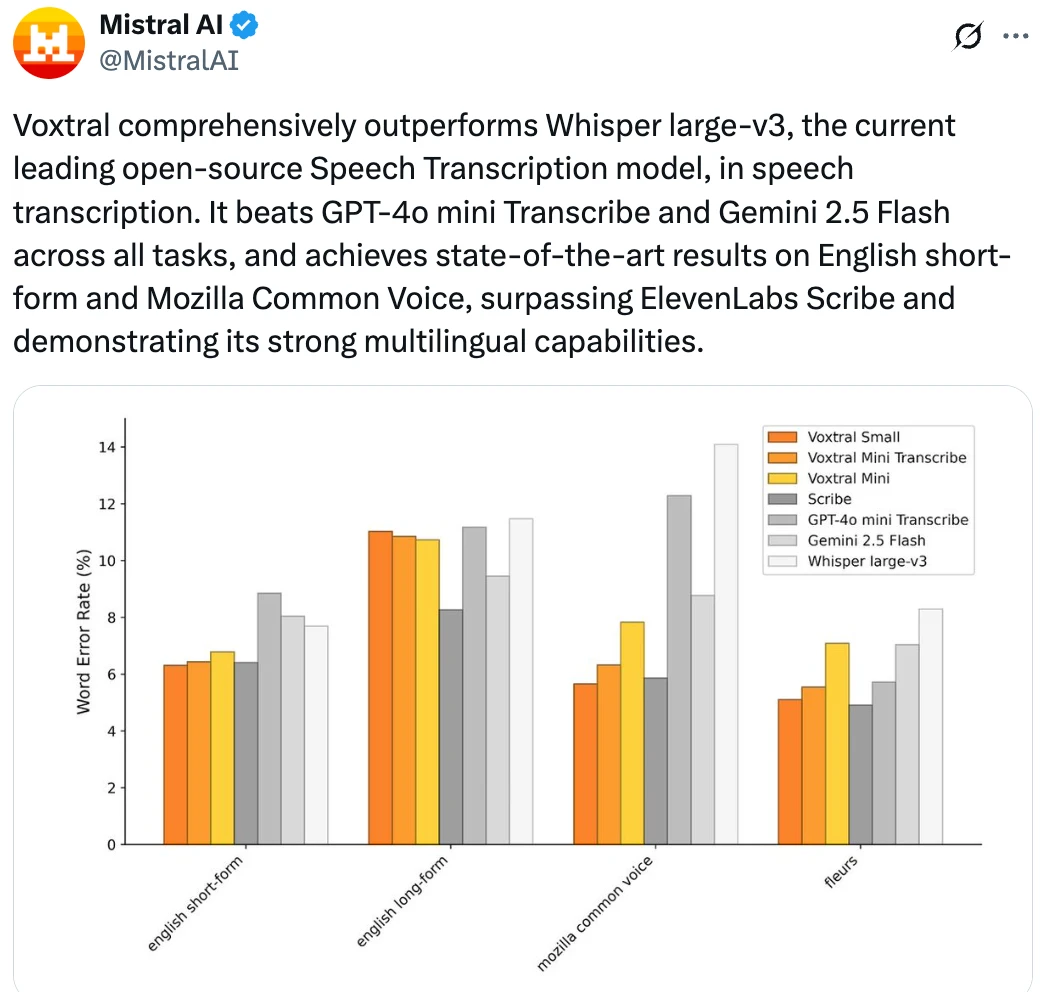 Mistral AI
@MistralAI
Voxtral comprehensively outperforms Whisper large-v3, the current
leading open-source Speech Transcription model, in speech
transcription. It beats GPT-4o mini Transcribe and Gemini 2.5 Flash
across all tasks, and achieves state-of-the-art results on English short-
form and Mozilla Common Voice, surpassing ElevenLabs Scribe and
demonstrating its strong multilingual capabilities.
Word Error Rate (%)
14
12
10
8
6
4
2
0
Voxtral Small
Voxtral Mini Transcribe
Voxtral Mini
Scribe
GPT-4o mini Transcribe
Gemini 2.5 Flash
Whisper large-v3
english short-form
english long-form
mozilla common voice
fleurs